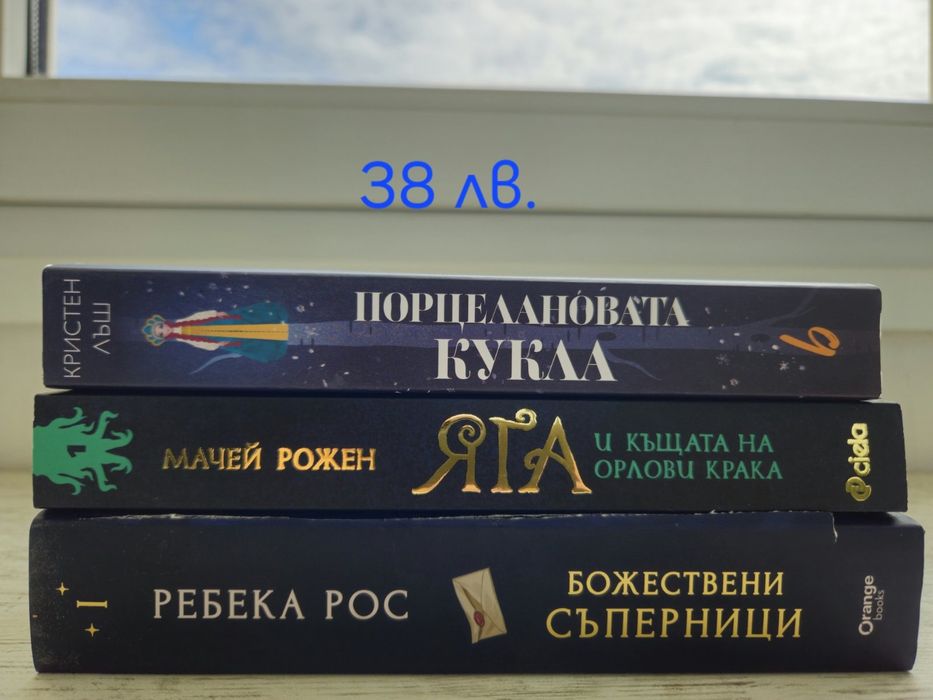 38 лв.
КРИСТЕН
ЛЪШ
ПОРЦЕЛАНОВАТА
КУКЛА
МАЧЕЙ РОЖЕН
ЯГА
И КЪЩАТА НА
ОРЛОВИ КРАКА
ciela
I
РЕБЕКА РОС
БОЖЕСТВЕНИ
СЪПЕРНИЦИ
Orange
books